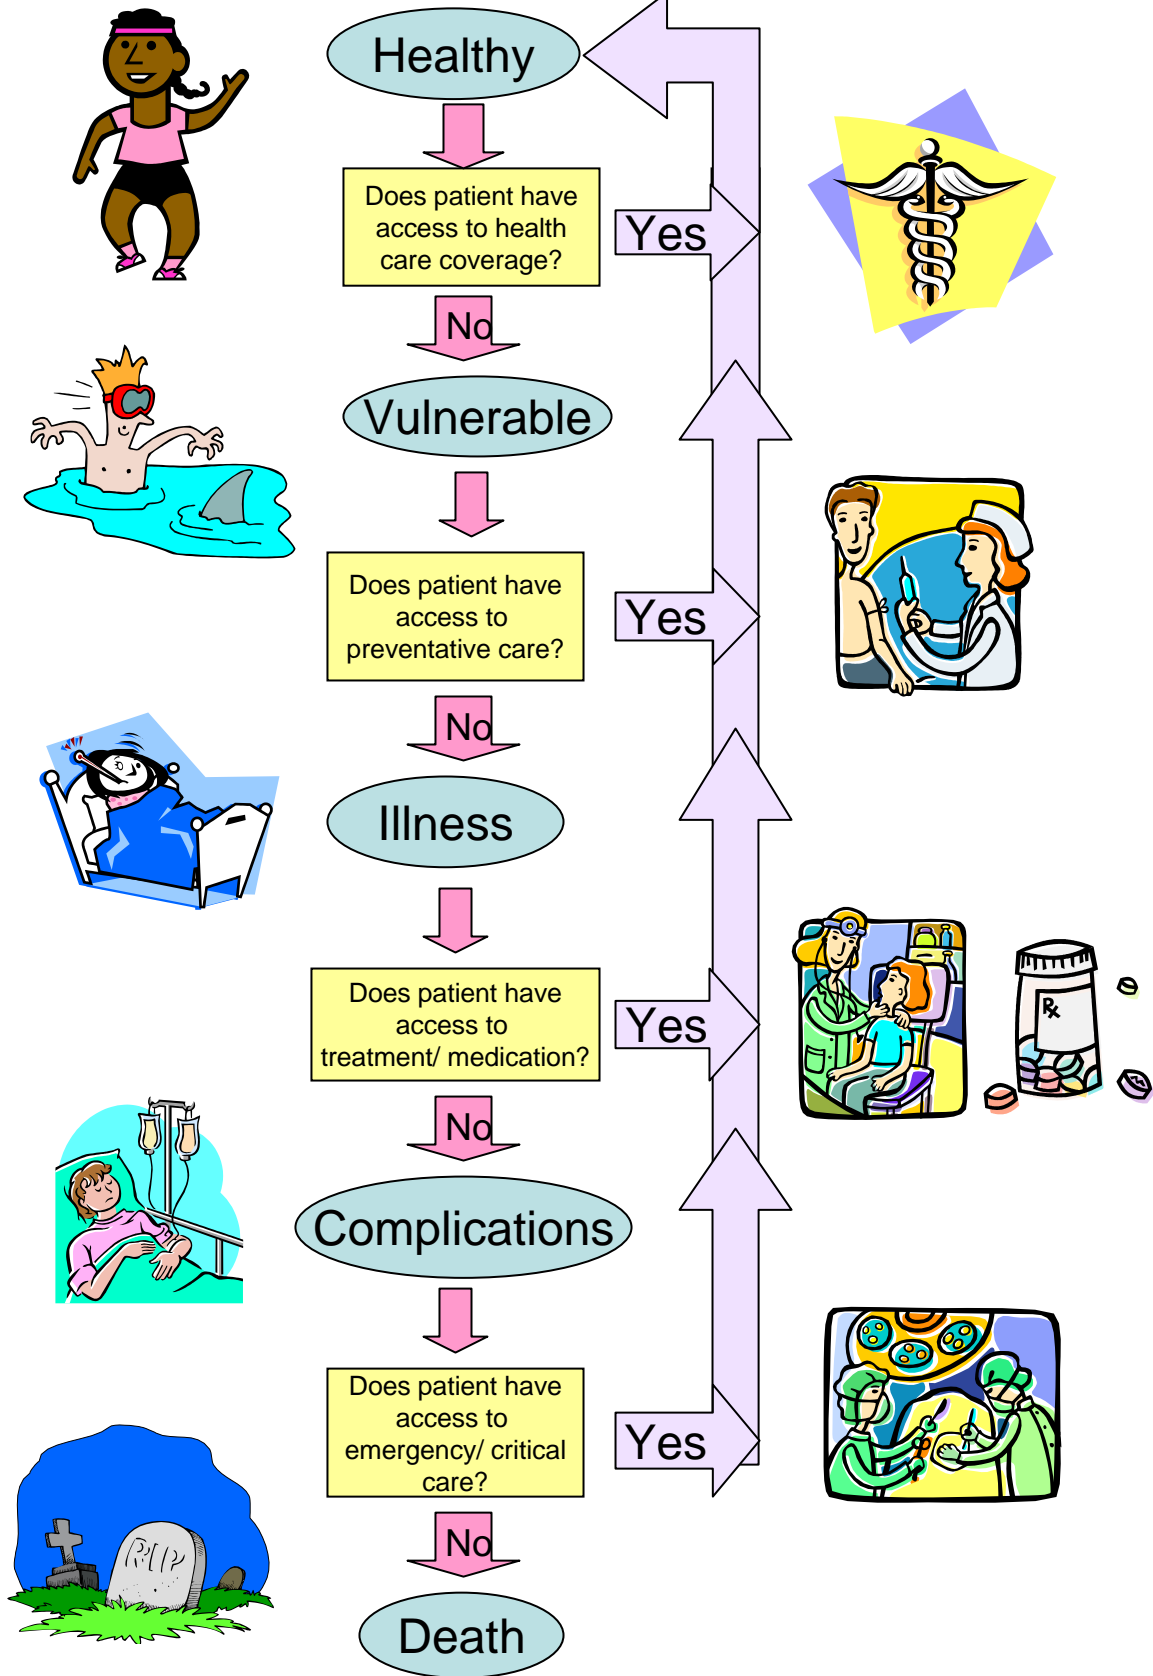 Healthy
Does patient have
access to health
care coverage?
Yes
No
Vulnerable
Does patient have
access to
preventative care?
Yes
No
Illness
Does patient have
access to
treatment/ medication?
Yes
Rx
No
Complications
Does patient have
access to
emergency/ critical
care?
Yes
RIP
No
Death